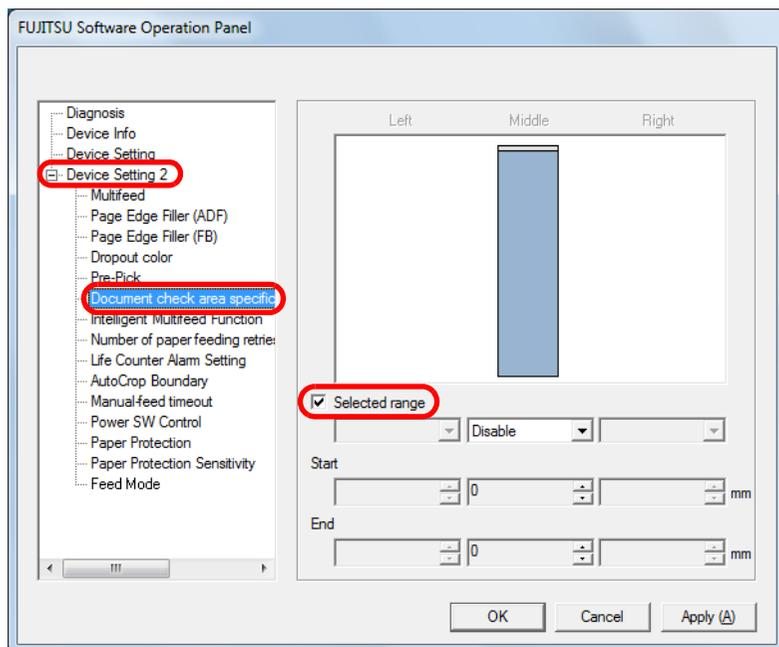 FUJITSU Software Operation Panel
Diagnosis
Device Info
Device Setting
Device Setting 2
Multifeed
Page Edge Filler (ADF)
Page Edge Filler (FB)
Dropout color
Pre-Pick
Document check area specific
Intelligent Multifeed Function
Number of paper feeding retries
Life Counter Alarm Setting
AutoCrop Boundary
Manual-feed timeout
Power SW Control
Paper Protection
Paper Protection Sensitivity
Feed Mode
Left Middle Right
Selected range
Disable
Start
0 mm
End
0 mm
OK Cancel Apply (A)